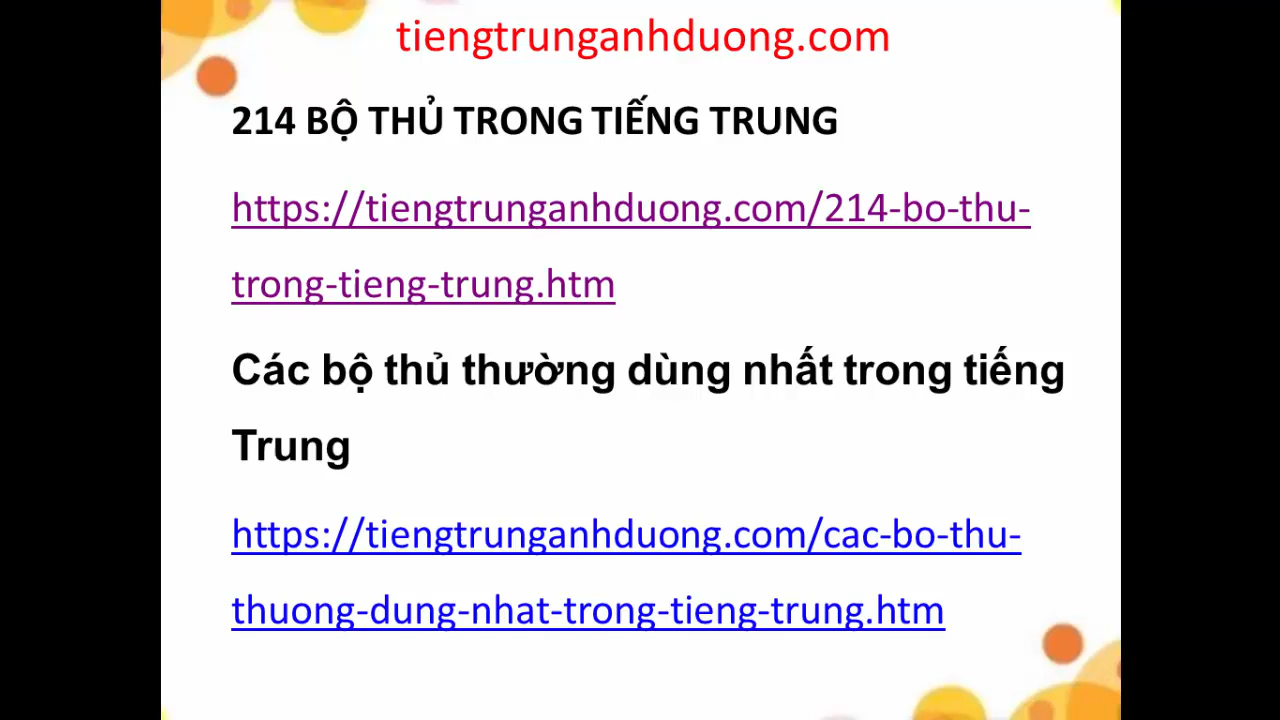 tiengtrunganhduong.com
214 BỘ THỦ TRONG TIẾNG TRUNG
https://tiengtrunganhduong.com/214-bo-thu-
trong-tieng-trung.htm
Các bộ thủ thường dùng nhất trong tiếng
Trung
https://tiengtrunganhduong.com/cac-bo-thu-
thuong-dung-nhat-trong-tieng-trung.htm